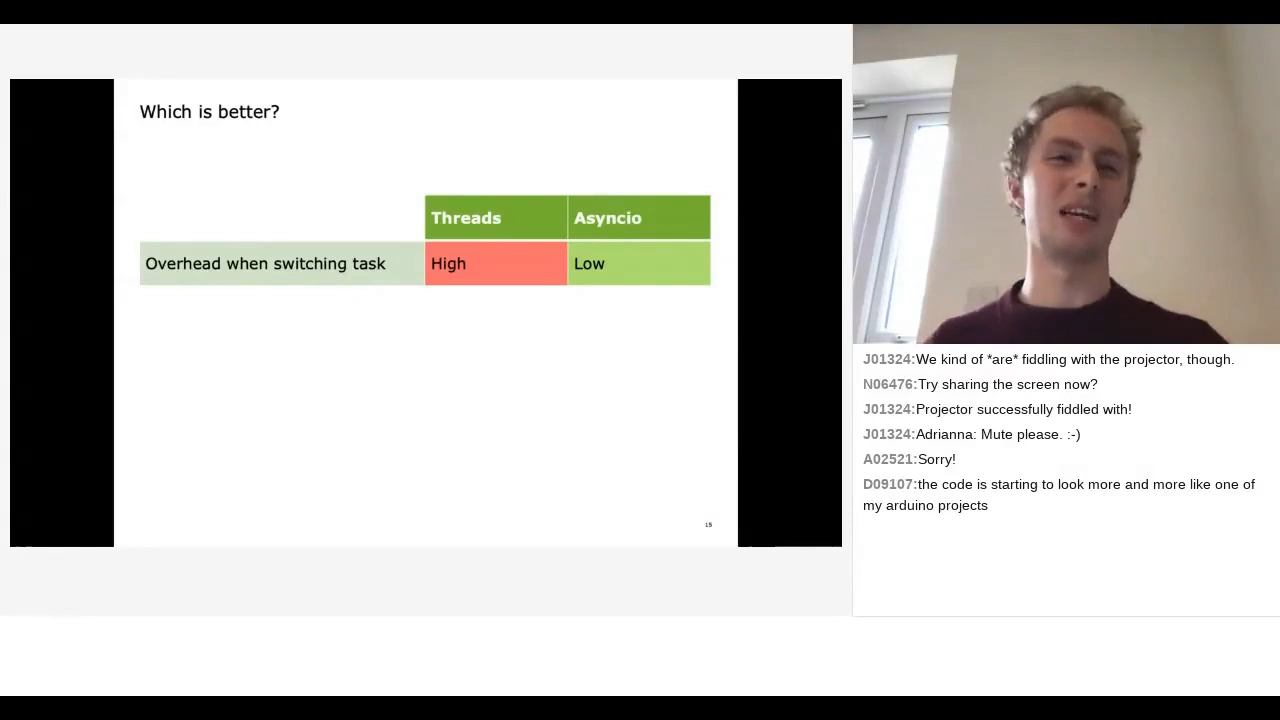 Which is better?
Threads Asyncio
Overhead when switching task High Low
15
J01324:We kind of *are* fiddling with the projector, though.
N06476:Try sharing the screen now?
J01324:Projector successfully fiddled with!
J01324:Adrianna: Mute please. :-)
A02521:Sorry!
D09107:the code is starting to look more and more like one of
my arduino projects